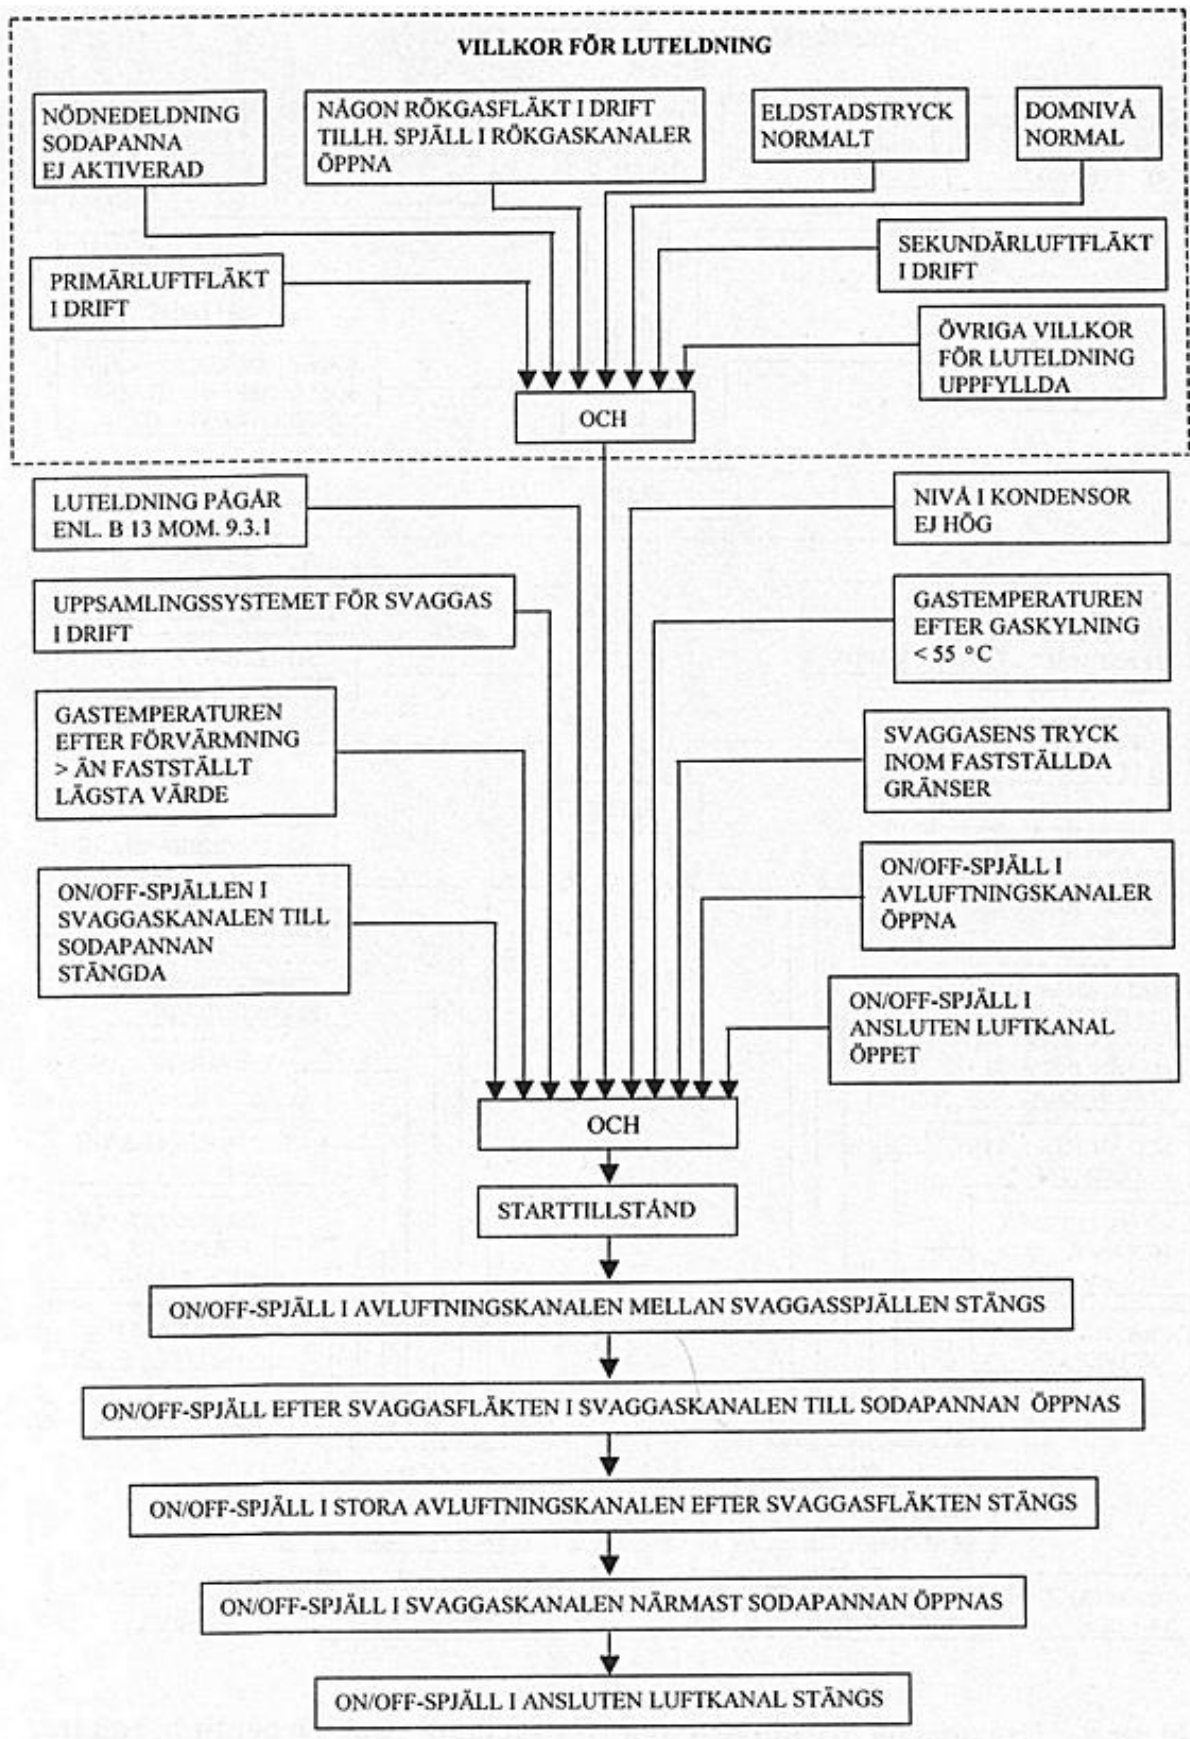 VILLKOR FÖR LUTELDNING
NÖDNEDELDNING
SODAPANNA
EJ AKTIVERAD
NÅGON RÖKGASFLÄKT I DRIFT
TILLH. SPJÄLL I RÖKGASKANALER
ÖPPNA
ELDSTADSTRYCK
NORMALT
DOMNIVÅ
NORMAL
PRIMÄRLUFTFLÄKT
I DRIFT
SEKUNDÄRLUFTFLÄKT
I DRIFT
ÖVRIGA VILLKOR
FÖR LUTELDNING
UPPFYLLDA
OCH
LUTELDNING PÅGÅR
ENL. B 13 MOM. 9.3.1
NIVÅ I KONDENSOR
EJ HÖG
UPPSAMLINGSSYSTEMET FÖR SVAGGAS
I DRIFT
GASTEMPERATUREN
EFTER GASKYLNING
< 55 °C
GASTEMPERATUREN
EFTER FÖRVÄRMNING
> ÄN FASTSTÄLLT
LÄGSTA VÄRDE
SVAGGASENS TRYCK
INOM FASTSTÄLLDA
GRÄNSER
ON/OFF-SPJÄLLEN I
SVAGGASKANALEN TILL
SODAPANNAN
STÄNGDA
ON/OFF-SPJÄLL I
AVLUFTNINGSKANALER
ÖPPNA
ON/OFF-SPJÄLL I
ANSLUTEN LUFTKANAL
ÖPPET
OCH
STARTTILLSTÅND
ON/OFF-SPJÄLL I AVLUFTNINGSKANALEN MELLAN SVAGGASSPJÄLLEN STÄNGS
ON/OFF-SPJÄLL EFTER SVAGGASFLÄKTEN I SVAGGASKANALEN TILL SODAPANNAN ÖPPNAS
ON/OFF-SPJÄLL I STORA AVLUFTNINGSKANALEN EFTER SVAGGASFLÄKTEN STÄNGS
ON/OFF-SPJÄLL I SVAGGASKANALEN NÄRMAST SODAPANNAN ÖPPNAS
ON/OFF-SPJÄLL I ANSLUTEN LUFTKANAL STÄNGS